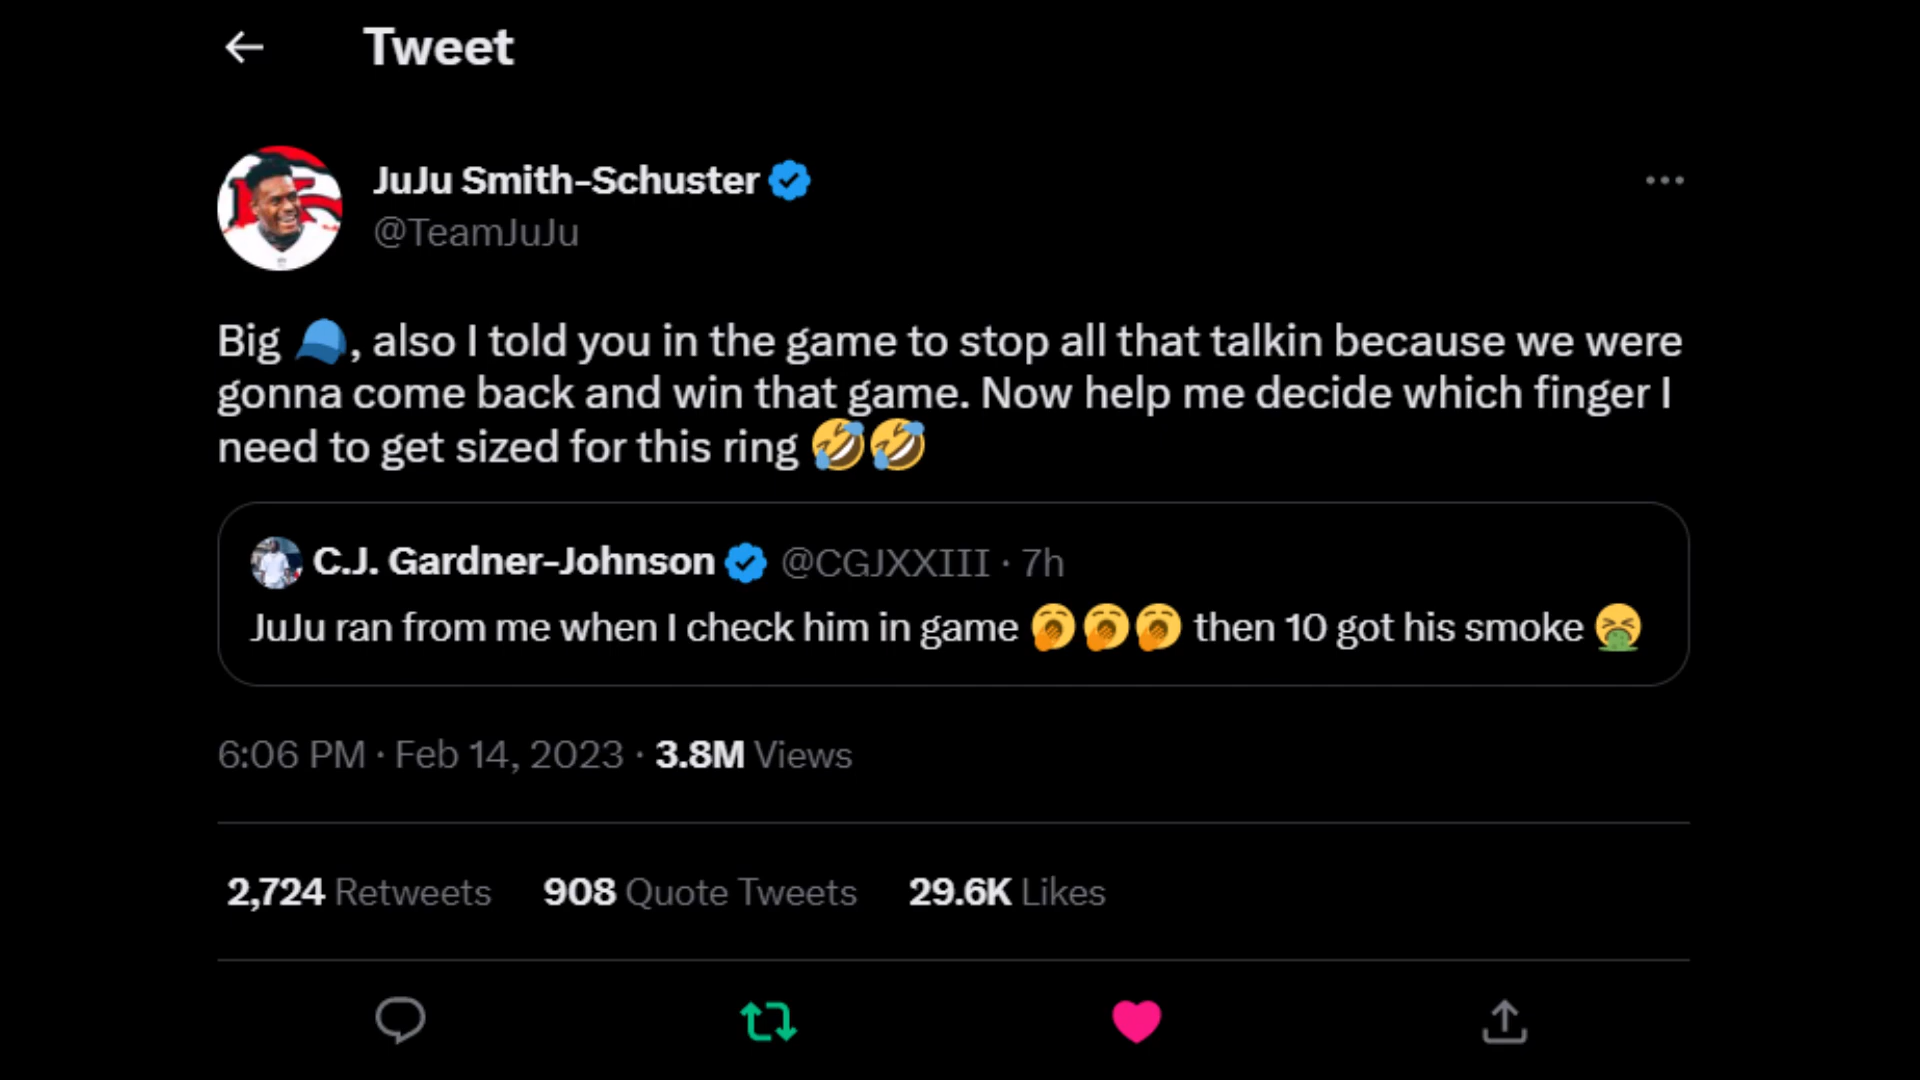 Tweet
JuJu Smith-Schuster
@TeamJuJu
Big 🧢, also I told you in the game to stop all that talkin because we were
gonna come back and win that game. Now help me decide which finger I
need to get sized for this ring 🤣🤣
C.J. Gardner-Johnson @CGJXXIII · 7h
JuJu ran from me when I check him in game 🥱🥱🥱 then 10 got his smoke 🤮
6:06 PM · Feb 14, 2023 · 3.8M Views
2,724 Retweets 908 Quote Tweets 29.6K Likes